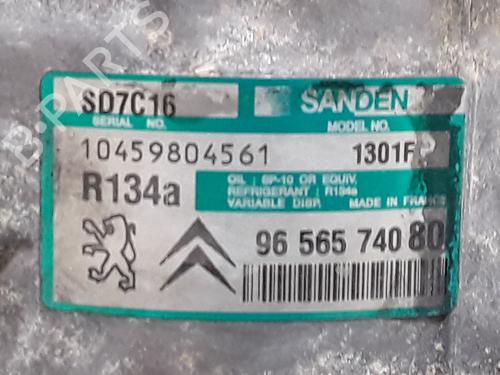 B-PARTS
SD7C16
SANDEN
SERIAL NO.
MODEL NO.
10459804561
1301F
R134a
OIL : SP-10 OR EQUIV.
REFRIGERANT : R134a
VARIABLE DISP. MADE IN FRANCE
96 565 740 80